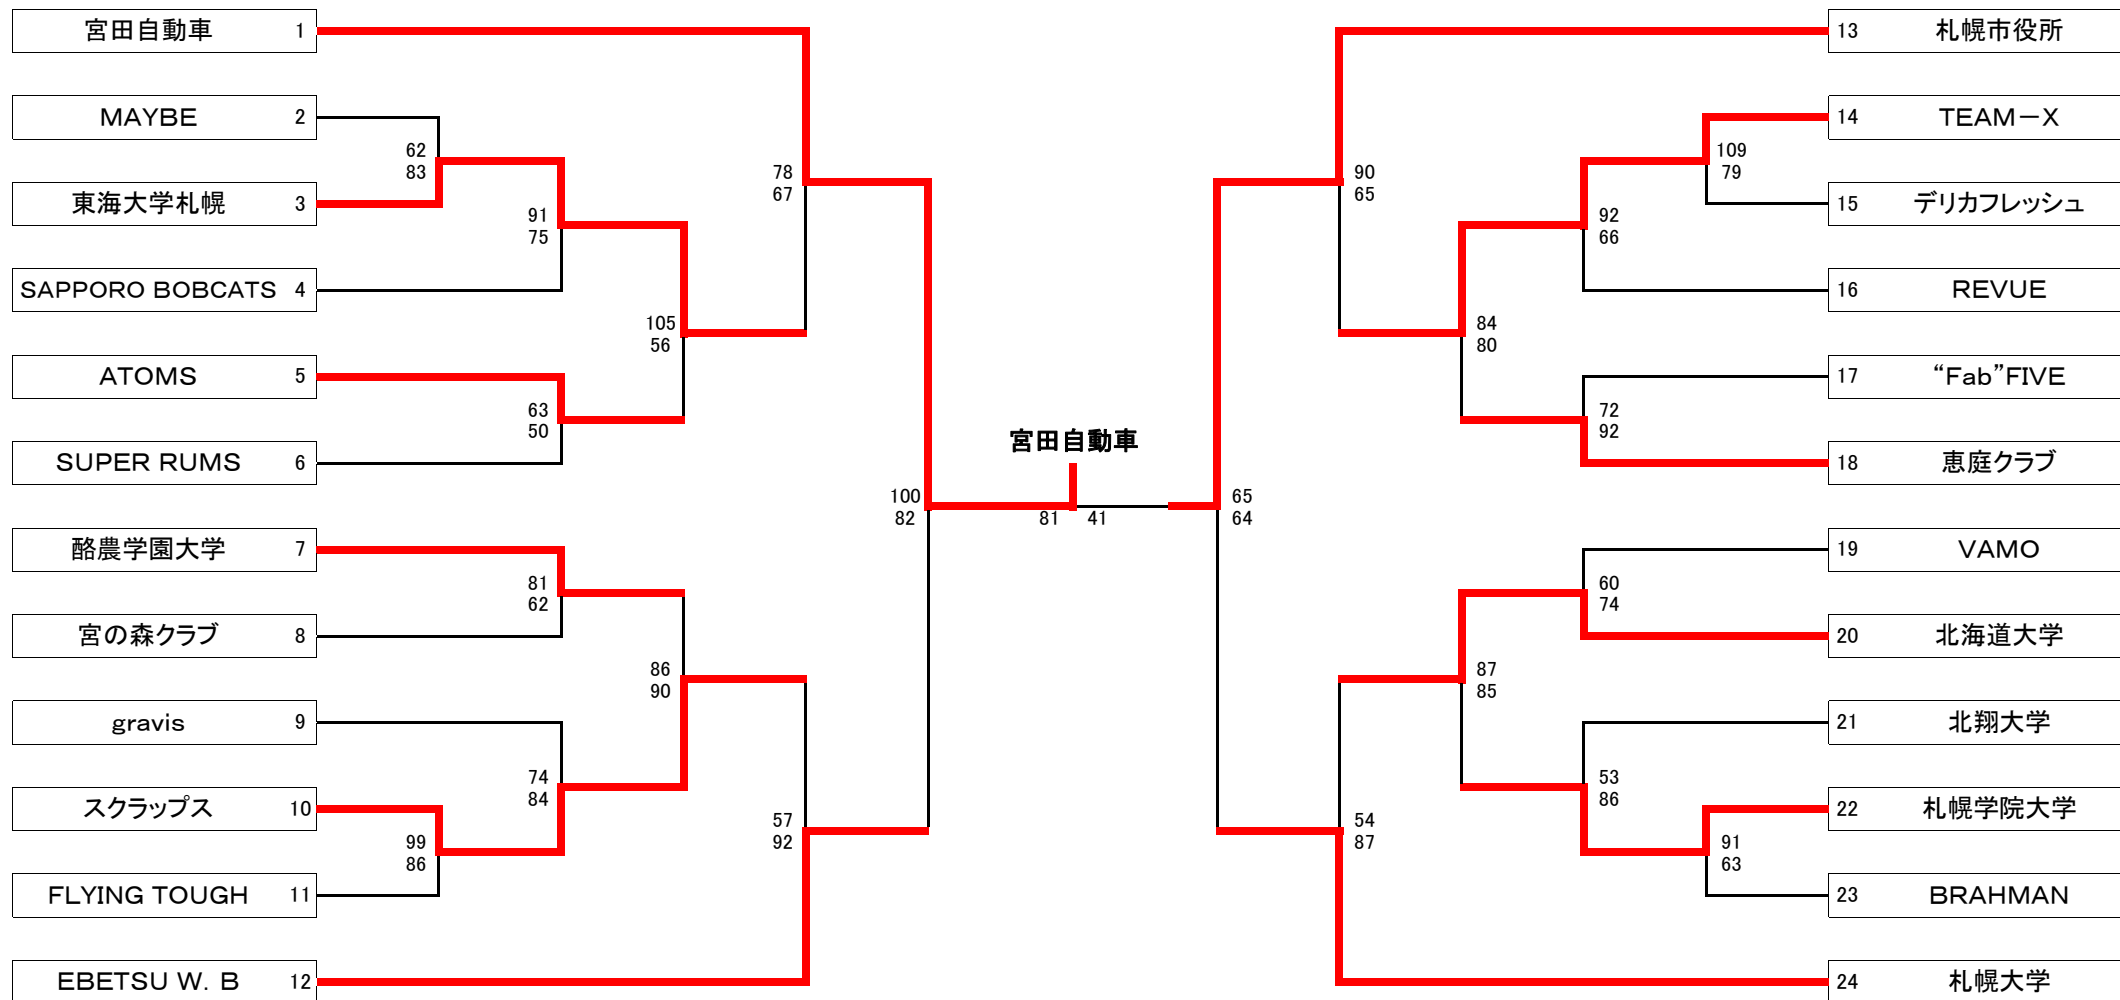 宮田自動車 1
MAYBE 2
62
83
東海大学札幌 3
91
75
SAPPORO BOBCATS 4
105
56
ATOMS 5
63
50
SUPER RUMS 6
78
67
酪農学園大学 7
81
62
宮の森クラブ 8
86
90
gravis 9
74
84
スクラップス 10
99
86
FLYING TOUGH 11
57
92
EBETSU W. B 12
100
82
宮田自動車
81 41
65
64
13 札幌市役所
90
65
14 TEAM－X
109
79
15 デリカフレッシュ
92
66
16 REVUE
84
80
17 “Fab”FIVE
72
92
18 恵庭クラブ
19 VAMO
60
74
20 北海道大学
87
85
21 北翔大学
53
86
22 札幌学院大学
91
63
23 BRAHMAN
54
87
24 札幌大学